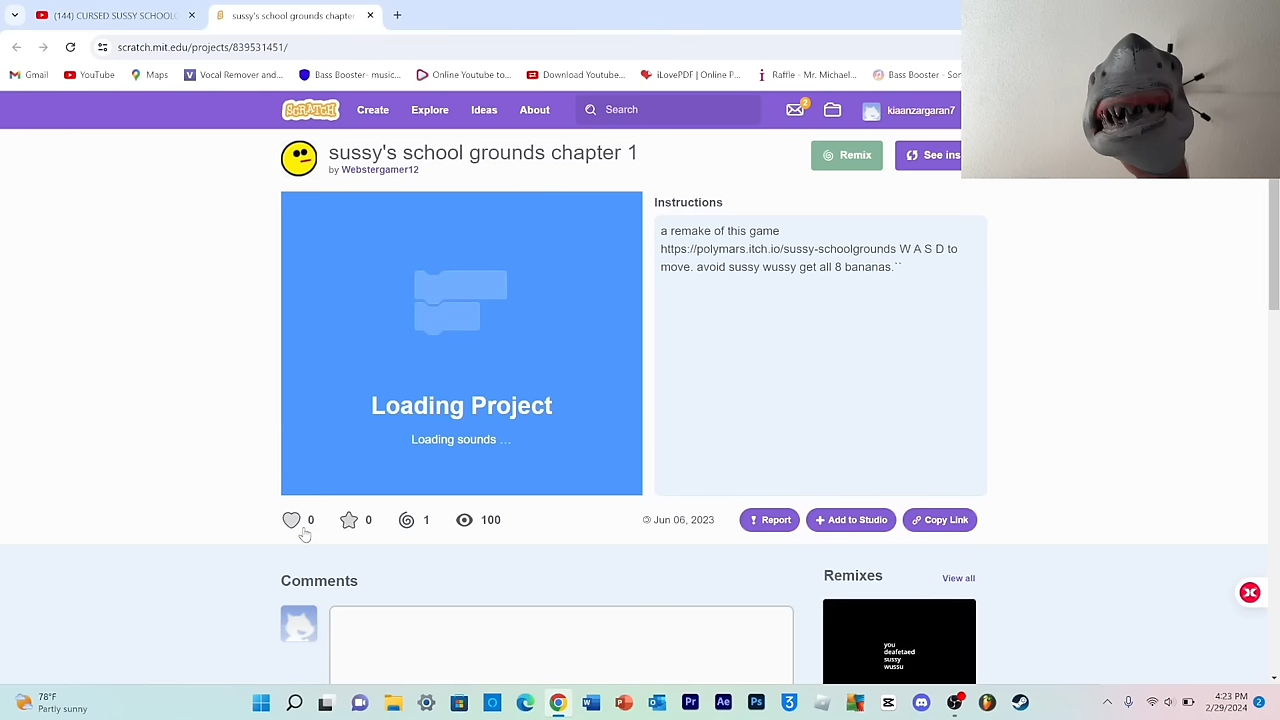 (144) CURSED SUSSY SCHOOL
sussy's school grounds chapter
scratch.mit.edu/projects/839531451/
Gmail
YouTube
Maps
Vocal Remover and...
Bass Booster- music...
Online Youtube to...
Download Youtube...
iLovePDF | Online P...
Raffle - Mr. Michael...
Bass Booster - Son
SCRATCH
Create
Explore
Ideas
About
Search
2
kiaanzargaran7
sussy's school grounds chapter 1
by Webstergamer12
Remix
See ins
Instructions
a remake of this game
https://polymars.itch.io/sussy-schoolgrounds W A S D to
move. avoid sussy wussy get all 8 bananas.``
Loading Project
Loading sounds …
0
0
1
100
© Jun 06, 2023
Report
Add to Studio
Copy Link
Comments
Remixes
View all
you
deafetaed
sussy
wussu
78°F
Partly sunny
4:23 PM
2/29/2024
2